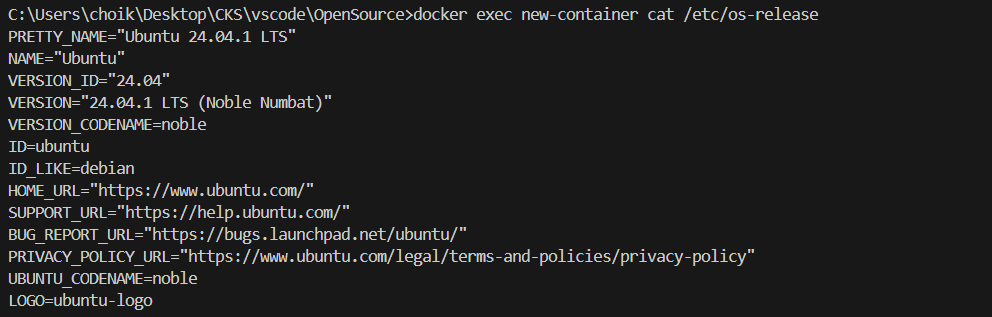 C:\Users\choik\Desktop\CKS\vscode\OpenSource>docker exec new-container cat /etc/os-release
PRETTY_NAME="Ubuntu 24.04.1 LTS"
NAME="Ubuntu"
VERSION_ID="24.04"
VERSION="24.04.1 LTS (Noble Numbat)"
VERSION_CODENAME=noble
ID=ubuntu
ID_LIKE=debian
HOME_URL="https://www.ubuntu.com/"
SUPPORT_URL="https://help.ubuntu.com/"
BUG_REPORT_URL="https://bugs.launchpad.net/ubuntu/"
PRIVACY_POLICY_URL="https://www.ubuntu.com/legal/terms-and-policies/privacy-policy"
UBUNTU_CODENAME=noble
LOGO=ubuntu-logo